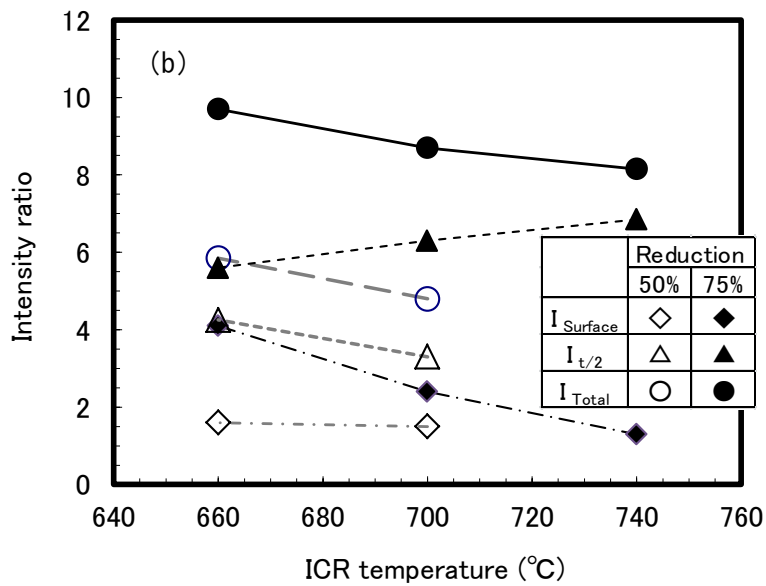 12
10
8
6
4
2
0
(b)
Intensity ratio
Reduction
50% 75%
I Surface
I t/2
I Total
640 660 680 700 720 740 760
ICR temperature (℃)